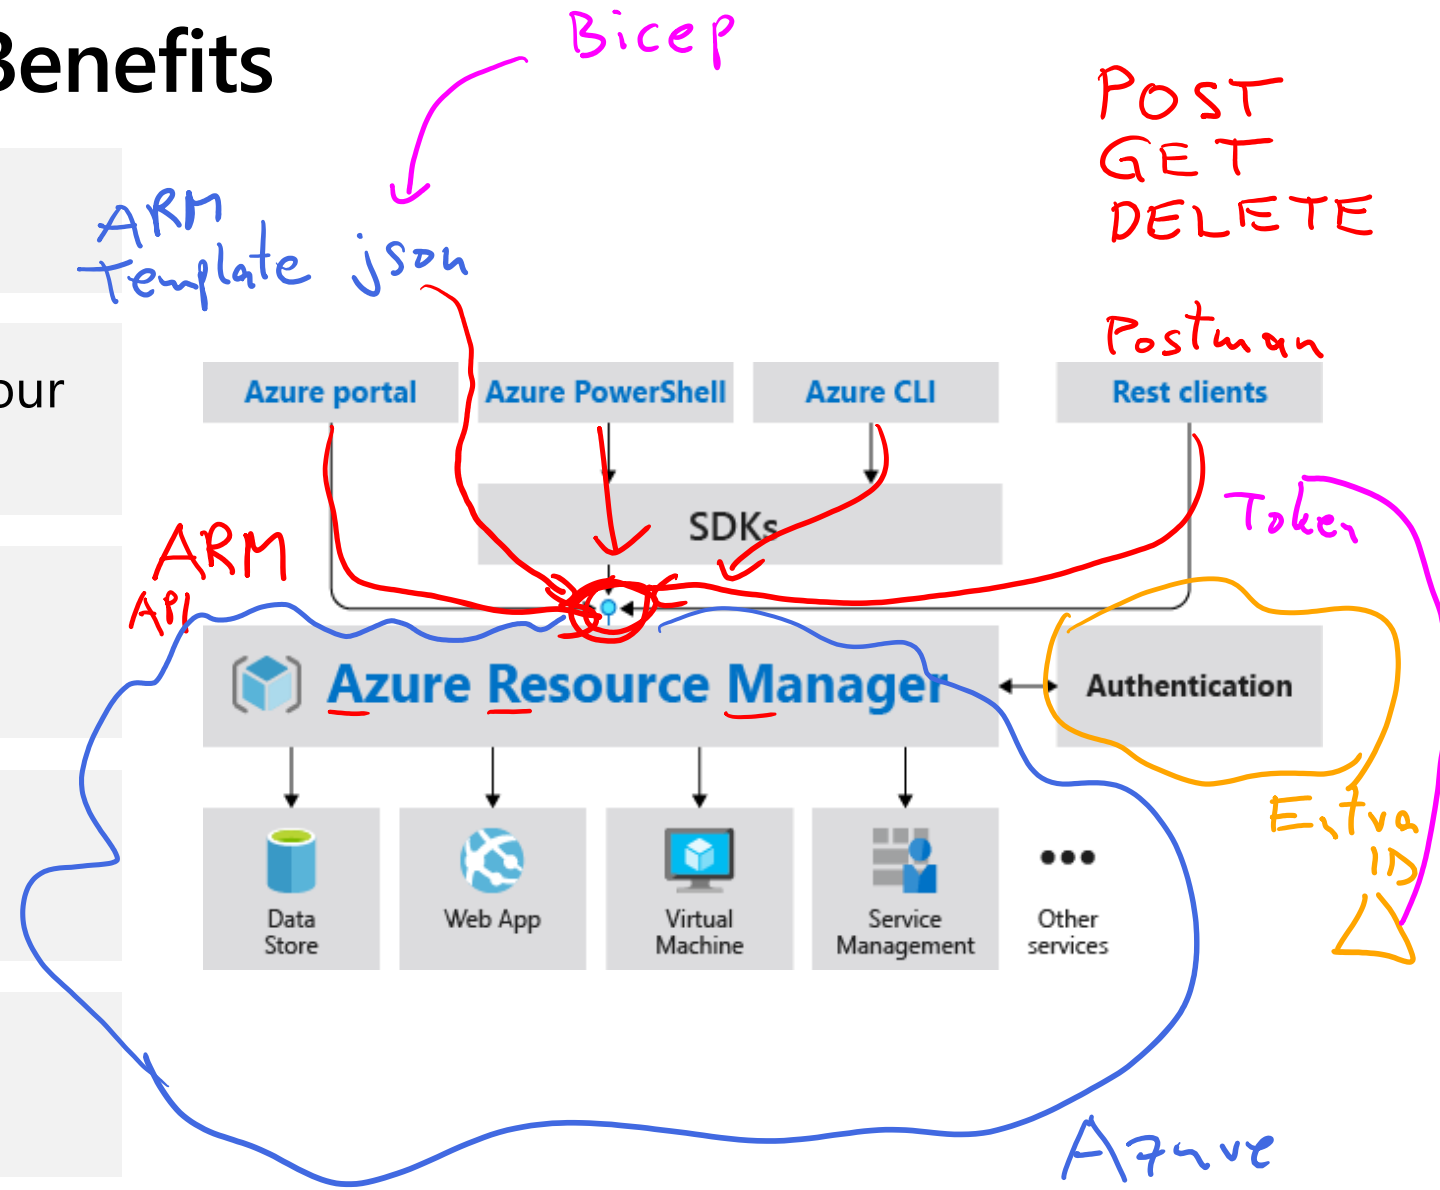 Benefits
Bicep
POST
GET
DELETE
ARM
Template json
our
Postman
Azure portal
Azure PowerShell
Azure CLI
Rest clients
SDKs
Token
ARM
API
Azure Resource Manager
Authentication
Entra
ID
Data
Store
Web App
Virtual
Machine
Service
Management
Other
services
Azure